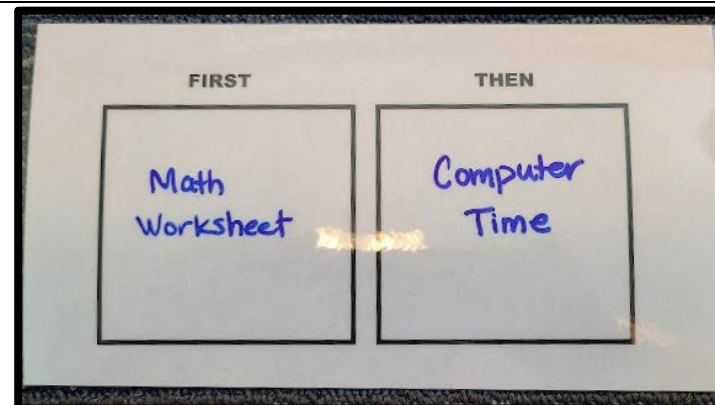 FIRST
Math
Worksheet
THEN
Computer
Time